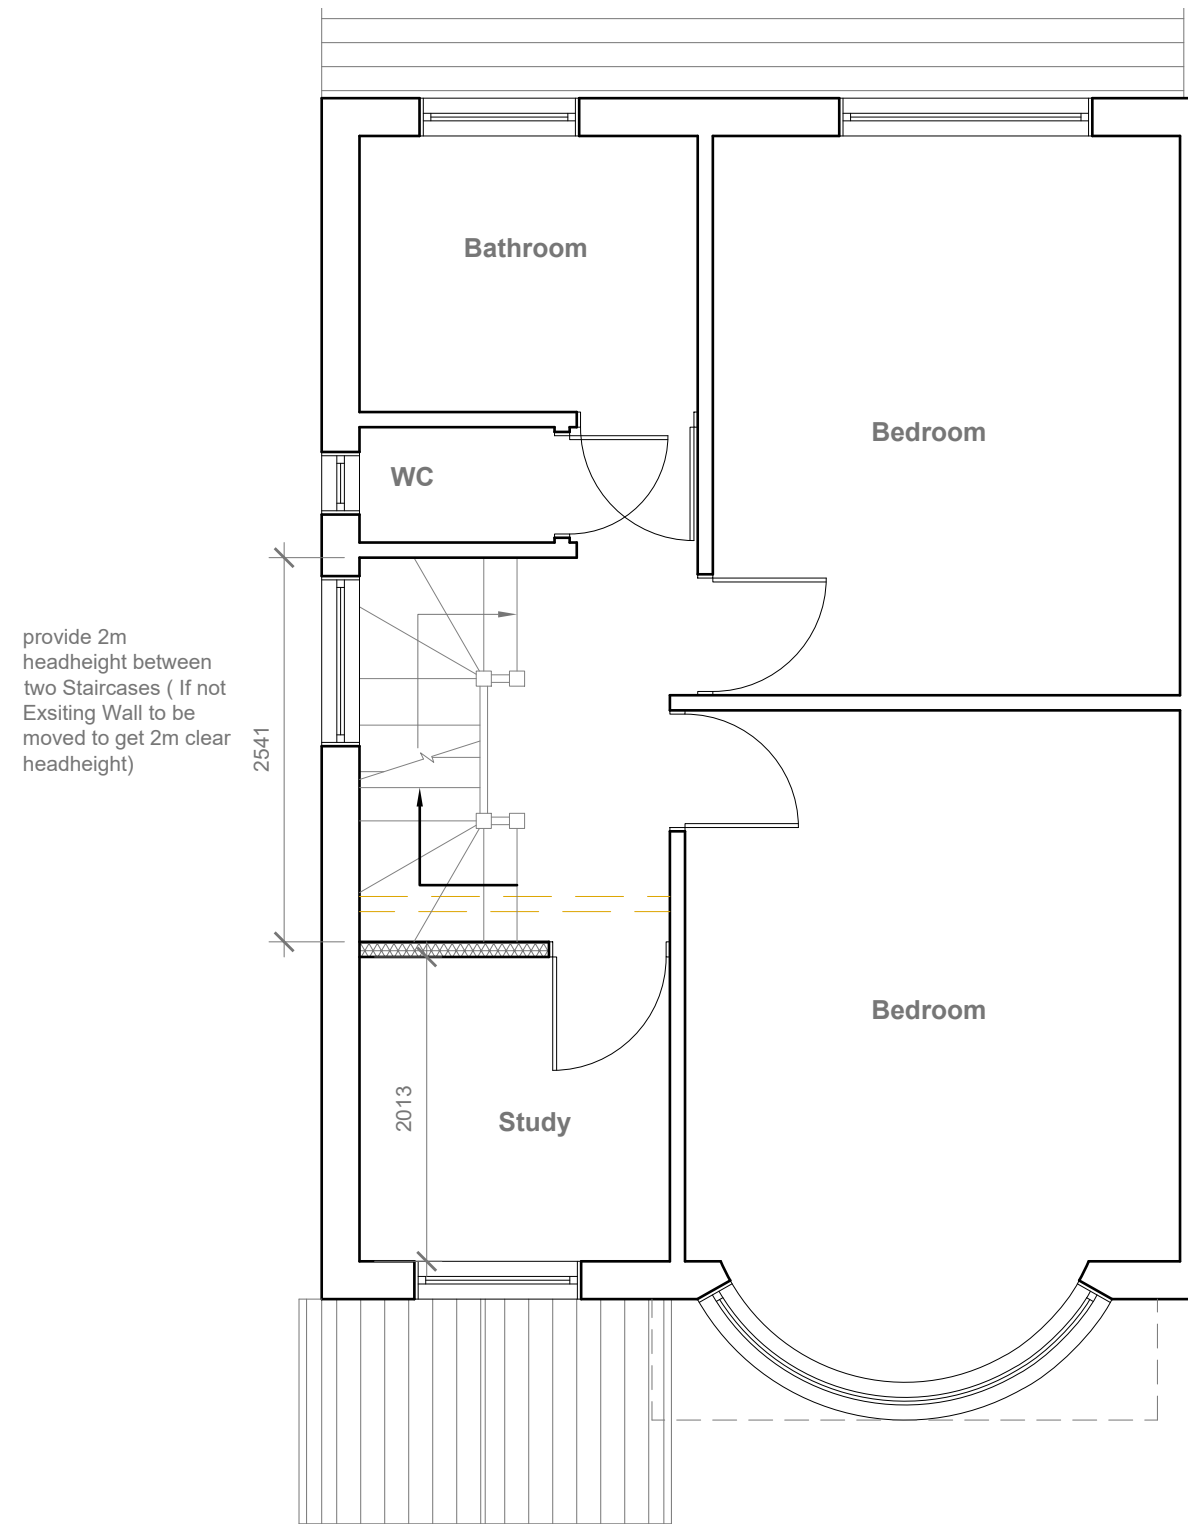 Bathroom
Bedroom
WC
provide 2m
headheight between
two Staircases ( If not
Exsiting Wall to be
moved to get 2m clear
headheight)
2541
Bedroom
2013
Study